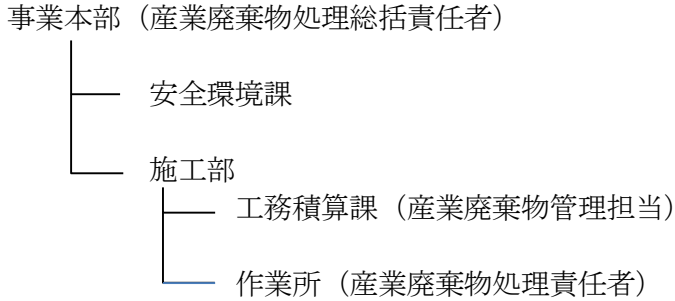 事業本部（産業廃棄物処理総括責任者）
安全環境課
施工部
工務積算課（産業廃棄物管理担当）
作業所（産業廃棄物処理責任者）